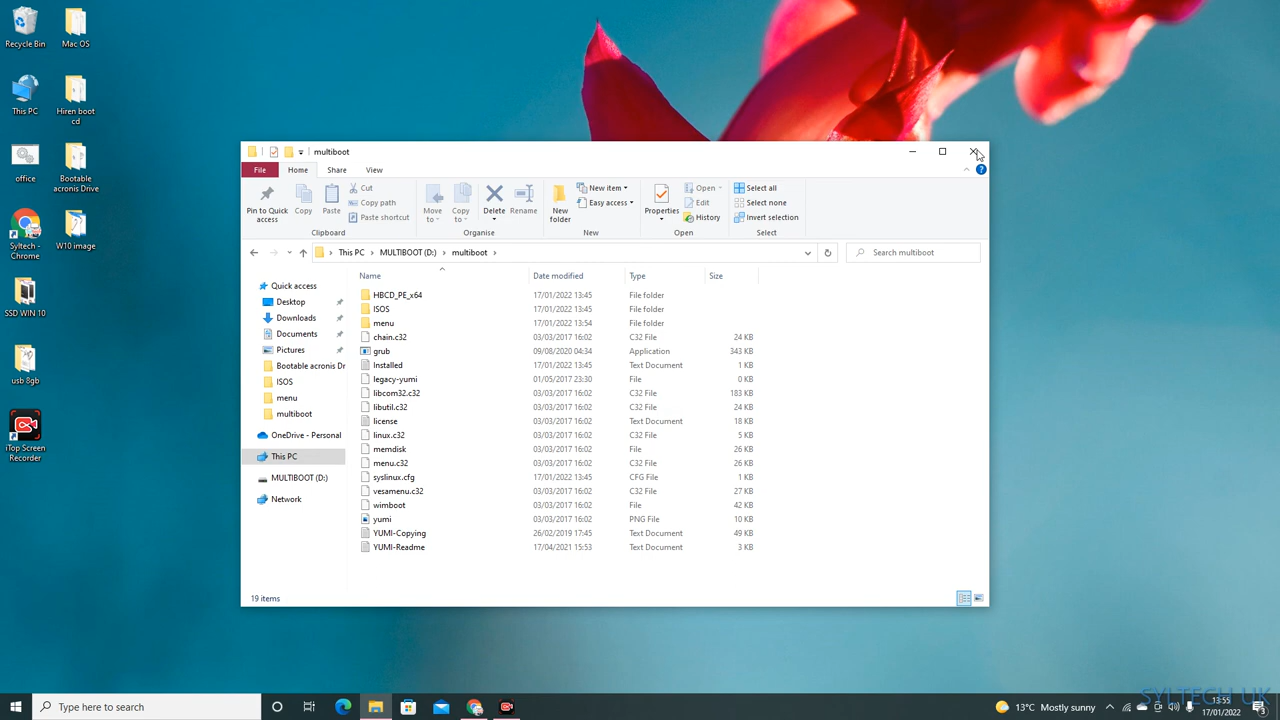 Recycle Bin
Mac OS
This PC
Hiren boot
cd
office
Bootable
acronis Drive
Syltech -
Chrome
W10 image
SSD WIN 10
usb 8gb
iTop Screen
Recorder
multiboot
File Home Share View
Pin to Quick
access
Copy
Paste
Cut
Copy path
Paste shortcut
Clipboard
Move
to
Copy
to
Delete
Rename
Organise
New
folder
New item
Easy access
New
Properties
Open
Edit
History
Open
Select all
Select none
Invert selection
Select
This PC > MULTIBOOT (D:) > multiboot >
Search multiboot
Quick access
Desktop
Downloads
Documents
Pictures
Bootable acronis Dr
ISOS
menu
multiboot
OneDrive - Personal
This PC
MULTIBOOT (D:)
Network
Name Date modified Type Size
HBCD_PE_x64 17/01/2022 13:45 File folder
ISOS 17/01/2022 13:45 File folder
menu 17/01/2022 13:54 File folder
chain.c32 03/03/2017 16:02 C32 File 24 KB
grub 09/08/2020 04:34 Application 343 KB
Installed 17/01/2022 13:45 Text Document 1 KB
legacy-yumi 01/05/2017 23:30 File 0 KB
libcom32.c32 03/03/2017 16:02 C32 File 183 KB
libutil.c32 03/03/2017 16:02 C32 File 24 KB
license 03/03/2017 16:02 Text Document 18 KB
linux.c32 03/03/2017 16:02 C32 File 5 KB
memdisk 03/03/2017 16:02 File 26 KB
menu.c32 03/03/2017 16:02 C32 File 26 KB
syslinux.cfg 17/01/2022 13:45 CFG File 1 KB
vesamenu.c32 03/03/2017 16:02 C32 File 27 KB
wimboot 03/03/2017 16:02 File 42 KB
yumi 03/03/2017 16:02 PNG File 10 KB
YUMI-Copying 26/02/2019 17:45 Text Document 49 KB
YUMI-Readme 17/04/2021 15:53 Text Document 3 KB
19 items
SYLTECH UK
Type here to search
13°C Mostly sunny
13:55
17/01/2022